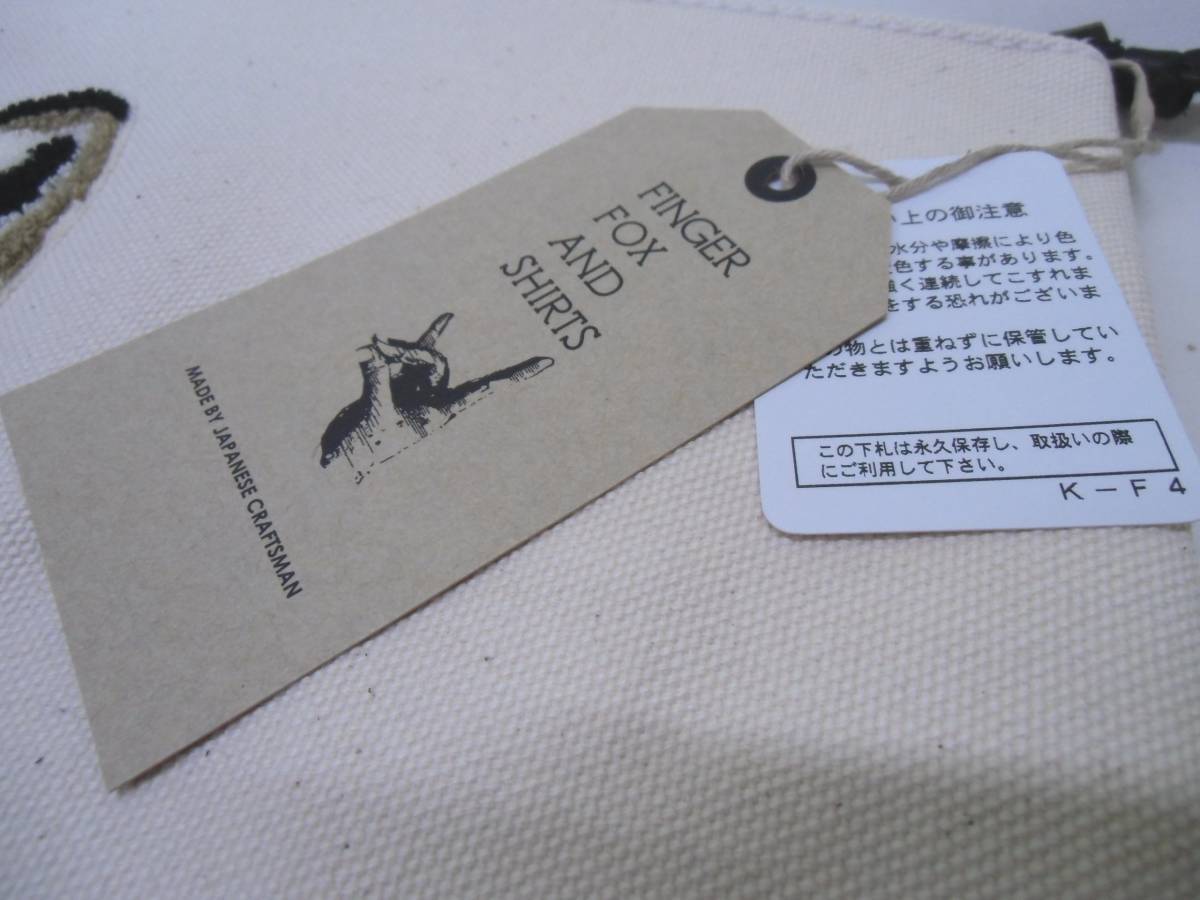 FINGER
FOX
AND
SHIRTS
MADE BY JAPANESE CRAFTSMAN
上の御注意
水分や摩擦により色
色する事があります。
く連続してこすれま
をする恐れがございま
物とは重ねずに保管してい
ただきますようお願いします。
この下札は永久保存し、取扱いの際
にご利用して下さい。
K－F4